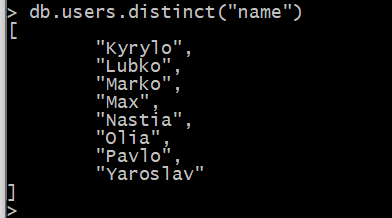 > db.users.distinct("name")
[
        "Kyrylo",
        "Lubko",
        "Marko",
        "Max",
        "Nastia",
        "Olia",
        "Pavlo",
        "Yaroslav"
]
>